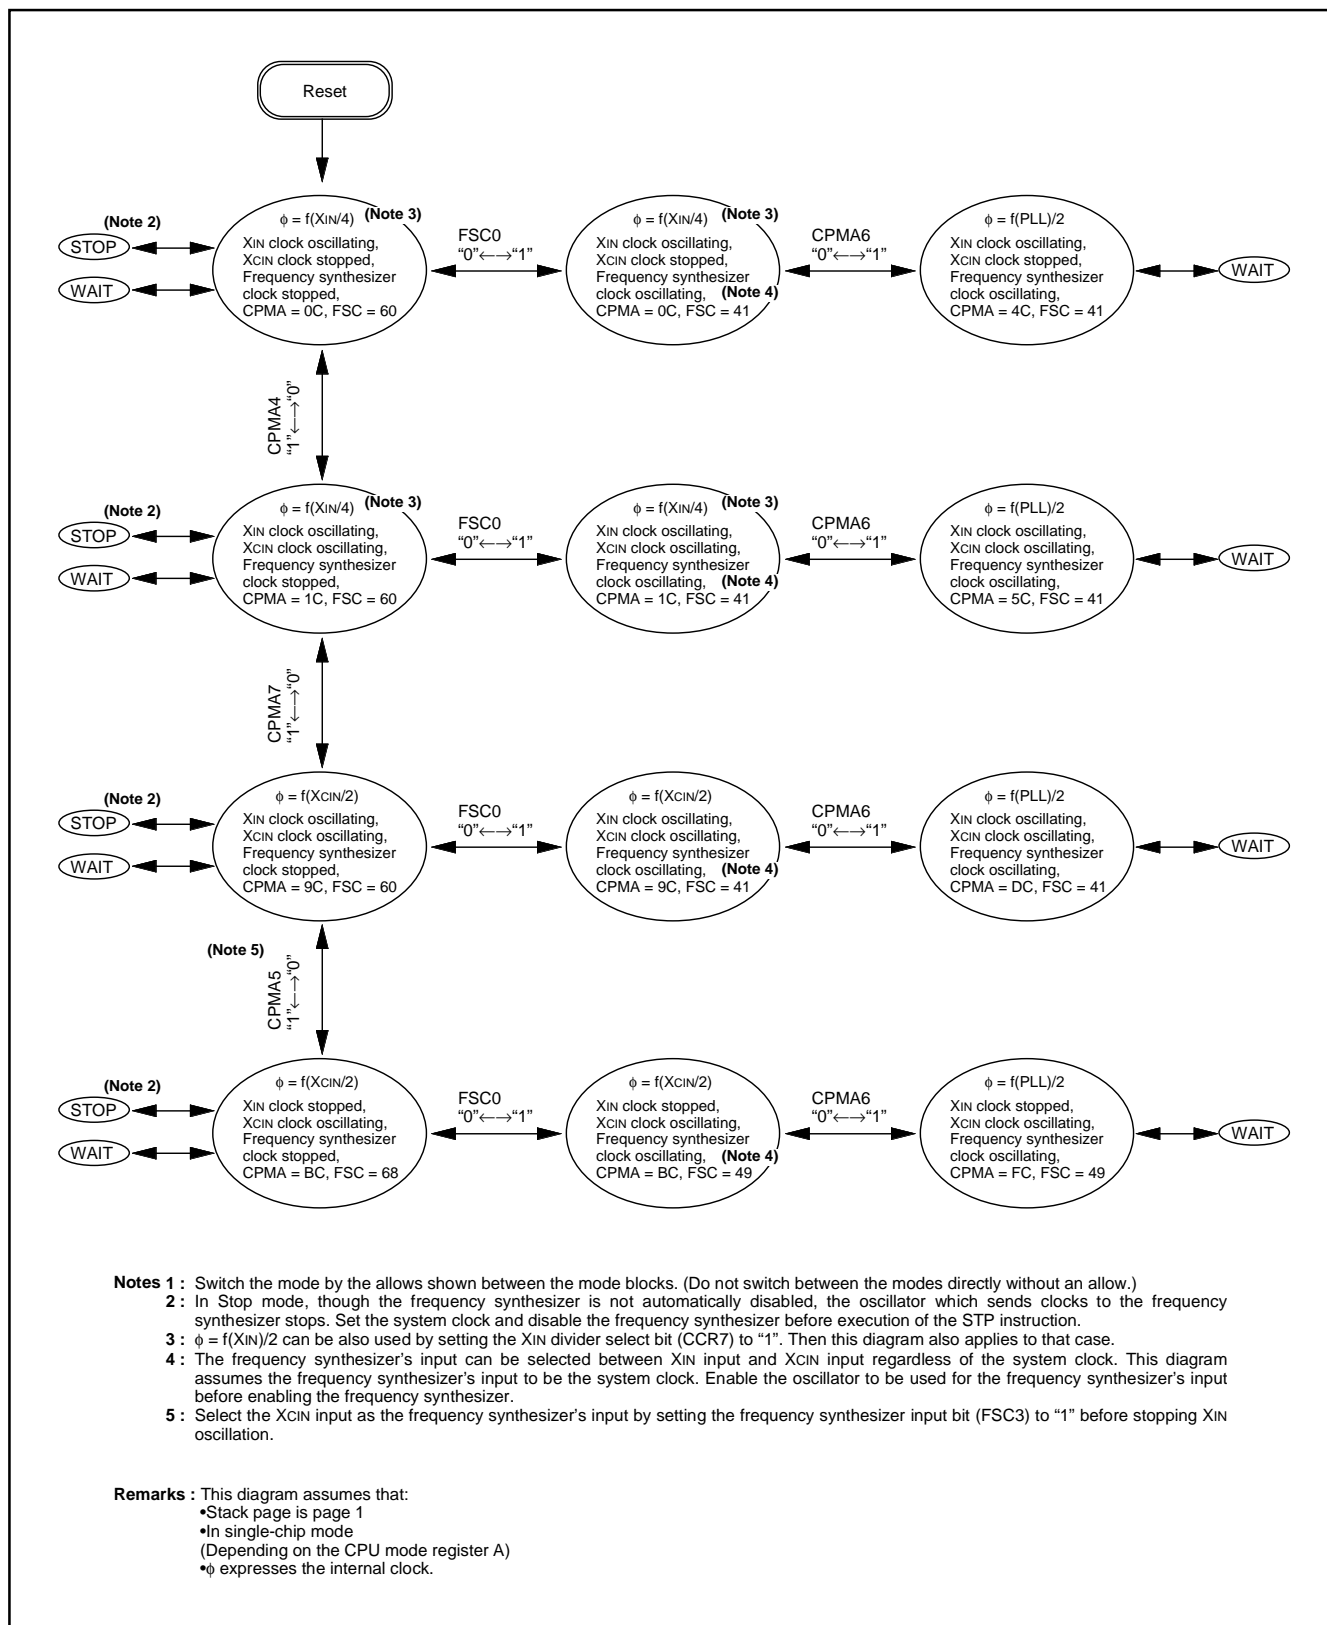 Reset
(Note 2)
STOP
WAIT
ϕ = f(XIN/4) (Note 3)
XIN clock oscillating,
XCIN clock stopped,
Frequency synthesizer
clock stopped,
CPMA = 0C, FSC = 60
FSC0
“0”←→“1”
ϕ = f(XIN/4) (Note 3)
XIN clock oscillating,
XCIN clock stopped,
Frequency synthesizer
clock oscillating, (Note 4)
CPMA = 0C, FSC = 41
CPMA6
“0”←→“1”
ϕ = f(PLL)/2
XIN clock oscillating,
XCIN clock stopped,
Frequency synthesizer
clock oscillating,
CPMA = 4C, FSC = 41
WAIT
CPMA4
“1”←→“0”
(Note 2)
STOP
WAIT
ϕ = f(XIN/4) (Note 3)
XIN clock oscillating,
XCIN clock oscillating,
Frequency synthesizer
clock stopped,
CPMA = 1C, FSC = 60
FSC0
“0”←→“1”
ϕ = f(XIN/4) (Note 3)
XIN clock oscillating,
XCIN clock oscillating,
Frequency synthesizer
clock oscillating, (Note 4)
CPMA = 1C, FSC = 41
CPMA6
“0”←→“1”
ϕ = f(PLL)/2
XIN clock oscillating,
XCIN clock oscillating,
Frequency synthesizer
clock oscillating,
CPMA = 5C, FSC = 41
WAIT
CPMA7
“1”←→“0”
(Note 2)
STOP
WAIT
ϕ = f(XCIN/2)
XIN clock oscillating,
XCIN clock oscillating,
Frequency synthesizer
clock stopped,
CPMA = 9C, FSC = 60
FSC0
“0”←→“1”
ϕ = f(XCIN/2)
XIN clock oscillating,
XCIN clock oscillating,
Frequency synthesizer
clock oscillating, (Note 4)
CPMA = 9C, FSC = 41
CPMA6
“0”←→“1”
ϕ = f(PLL)/2
XIN clock oscillating,
XCIN clock oscillating,
Frequency synthesizer
clock oscillating,
CPMA = DC, FSC = 41
WAIT
(Note 5)
CPMA5
“1”←→“0”
(Note 2)
STOP
WAIT
ϕ = f(XCIN/2)
XIN clock stopped,
XCIN clock oscillating,
Frequency synthesizer
clock stopped,
CPMA = BC, FSC = 68
FSC0
“0”←→“1”
ϕ = f(XCIN/2)
XIN clock stopped,
XCIN clock oscillating,
Frequency synthesizer
clock oscillating, (Note 4)
CPMA = BC, FSC = 49
CPMA6
“0”←→“1”
ϕ = f(PLL)/2
XIN clock stopped,
XCIN clock oscillating,
Frequency synthesizer
clock oscillating,
CPMA = FC, FSC = 49
WAIT
Notes 1 : Switch the mode by the allows shown between the mode blocks. (Do not switch between the modes directly without an allow.)
2 : In Stop mode, though the frequency synthesizer is not automatically disabled, the oscillator which sends clocks to the frequency
synthesizer stops. Set the system clock and disable the frequency synthesizer before execution of the STP instruction.
3 : ϕ = f(XIN)/2 can be also used by setting the XIN divider select bit (CCR7) to “1”. Then this diagram also applies to that case.
4 : The frequency synthesizer’s input can be selected between XIN input and XCIN input regardless of the system clock. This diagram
assumes the frequency synthesizer’s input to be the system clock. Enable the oscillator to be used for the frequency synthesizer’s input
before enabling the frequency synthesizer.
5 : Select the XCIN input as the frequency synthesizer’s input by setting the frequency synthesizer input bit (FSC3) to “1” before stopping XIN
oscillation.
Remarks : This diagram assumes that:
•Stack page is page 1
•In single-chip mode
(Depending on the CPU mode register A)
•ϕ expresses the internal clock.